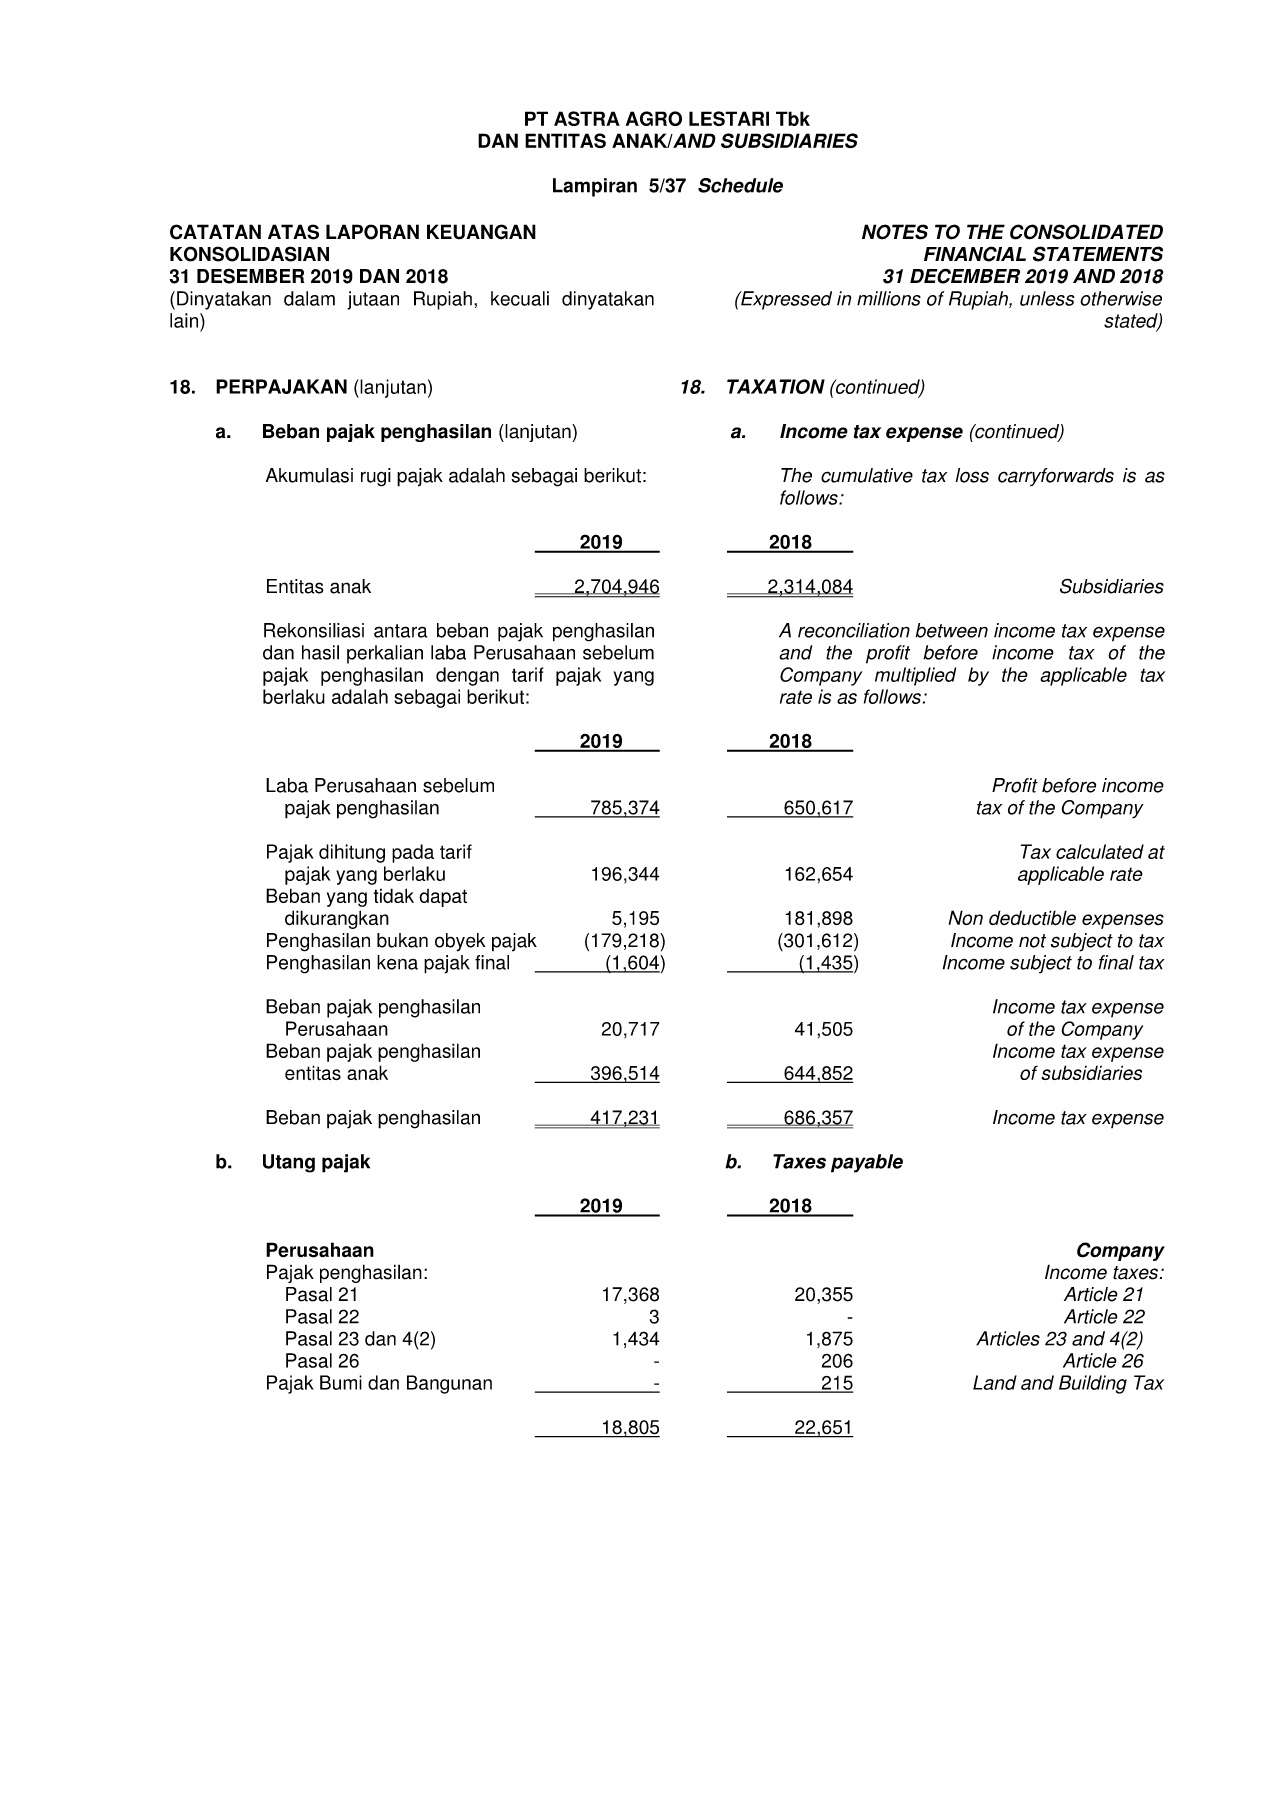 PT ASTRA AGRO LESTARI Tbk
DAN ENTITAS ANAK/AND SUBSIDIARIES
Lampiran 5/37 Schedule
CATATAN ATAS LAPORAN KEUANGAN
KONSOLIDASIAN
31 DESEMBER 2019 DAN 2018
(Dinyatakan dalam jutaan Rupiah, kecuali dinyatakan
lain)
NOTES TO THE CONSOLIDATED
FINANCIAL STATEMENTS
31 DECEMBER 2019 AND 2018
(Expressed in millions of Rupiah, unless otherwise
stated)
18. PERPAJAKAN (lanjutan)
18. TAXATION (continued)
a. Beban pajak penghasilan (lanjutan)
a. Income tax expense (continued)
Akumulasi rugi pajak adalah sebagai berikut:
The cumulative tax loss carryforwards is as
follows:
2019 2018
Entitas anak 2,704,946 2,314,084 Subsidiaries
Rekonsiliasi antara beban pajak penghasilan
dan hasil perkalian laba Perusahaan sebelum
pajak penghasilan dengan tarif pajak yang
berlaku adalah sebagai berikut:
A reconciliation between income tax expense
and the profit before income tax of the
Company multiplied by the applicable tax
rate is as follows:
2019 2018
Laba Perusahaan sebelum Profit before income
pajak penghasilan 785,374 650,617 tax of the Company
Pajak dihitung pada tarif Tax calculated at
pajak yang berlaku 196,344 162,654 applicable rate
Beban yang tidak dapat
dikurangkan 5,195 181,898 Non deductible expenses
Penghasilan bukan obyek pajak (179,218) (301,612) Income not subject to tax
Penghasilan kena pajak final (1,604) (1,435) Income subject to final tax
Beban pajak penghasilan Income tax expense
Perusahaan 20,717 41,505 of the Company
Beban pajak penghasilan Income tax expense
entitas anak 396,514 644,852 of subsidiaries
Beban pajak penghasilan 417,231 686,357 Income tax expense
b. Utang pajak
b. Taxes payable
2019 2018
Perusahaan Company
Pajak penghasilan: Income taxes:
Pasal 21 17,368 20,355 Article 21
Pasal 22 3 - Article 22
Pasal 23 dan 4(2) 1,434 1,875 Articles 23 and 4(2)
Pasal 26 - 206 Article 26
Pajak Bumi dan Bangunan - 215 Land and Building Tax
18,805 22,651